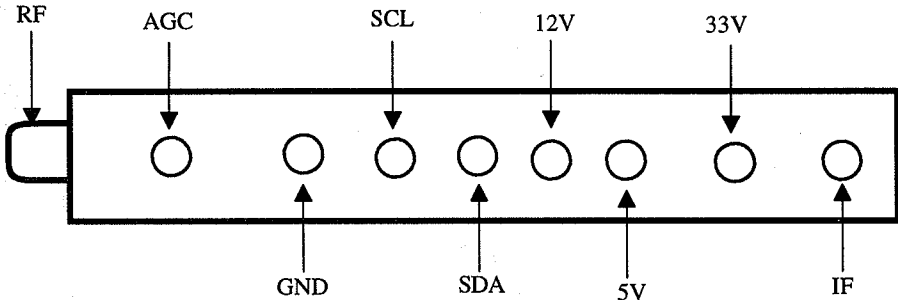 RF
AGC
SCL
12V
33V
GND
SDA
5V
IF